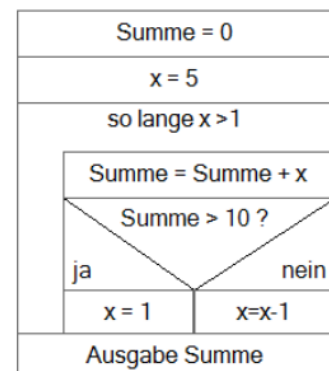 Summe = 0
x = 5
so lange x >1
Summe = Summe + x
Summe > 10 ?
ja nein
x = 1 x=x-1
Ausgabe Summe